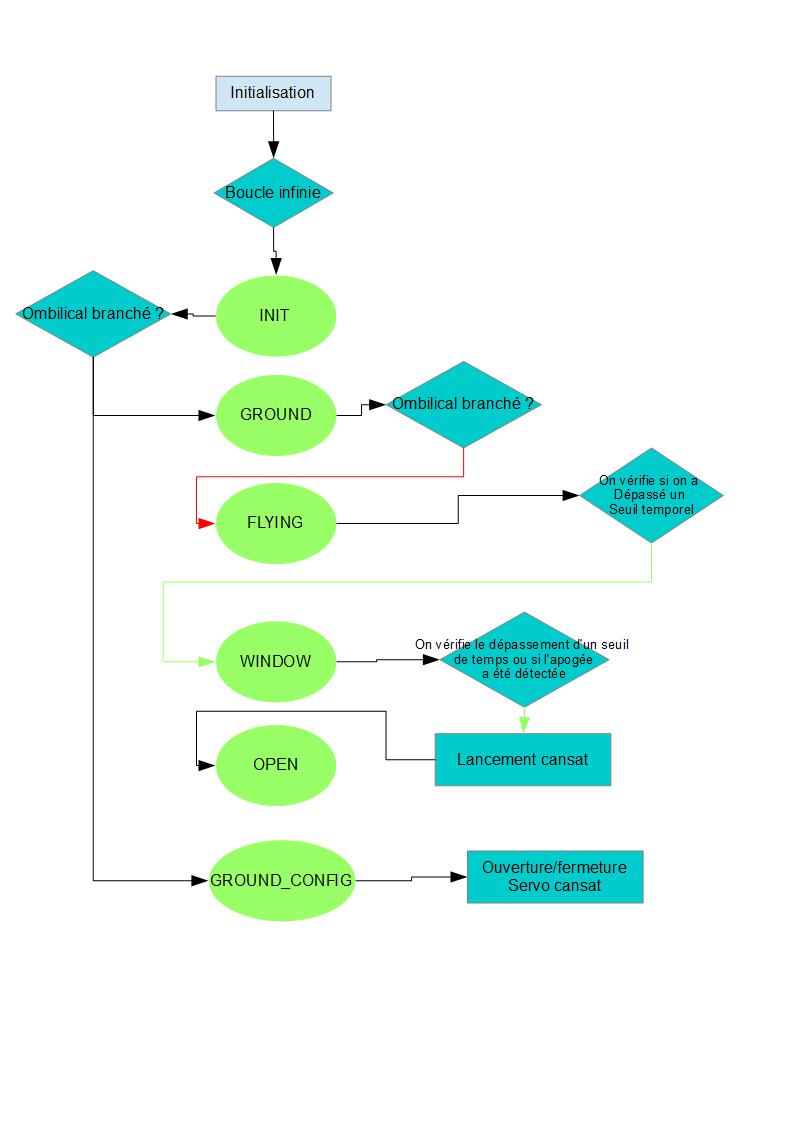 Initialisation
Boucle infinie
Ombilical branché ?
INIT
GROUND
Ombilical branché ?
FLYING
On vérifie si on a
Dépassé un
Seuil temporel
WINDOW
On vérifie le dépassement d'un seuil
de temps ou si l'apogée
a été détectée
OPEN
Lancement cansat
GROUND_CONFIG
Ouverture/fermeture
Servo cansat